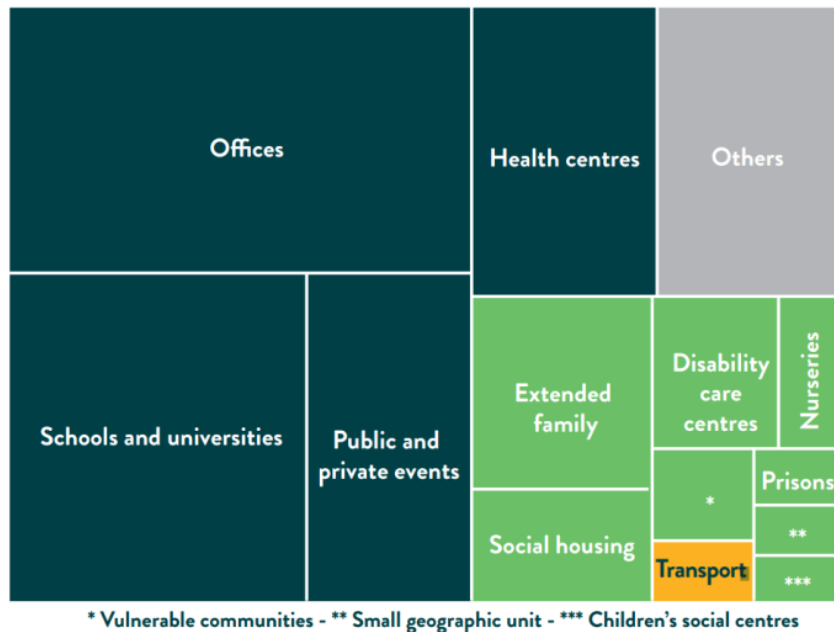 Offices
Health centres
Others
Schools and universities
Public and
private events
Extended
family
Disability
care
centres
Nurseries
Social housing
*
Prisons
**
Transport
***
* Vulnerable communities - ** Small geographic unit - *** Children's social centres